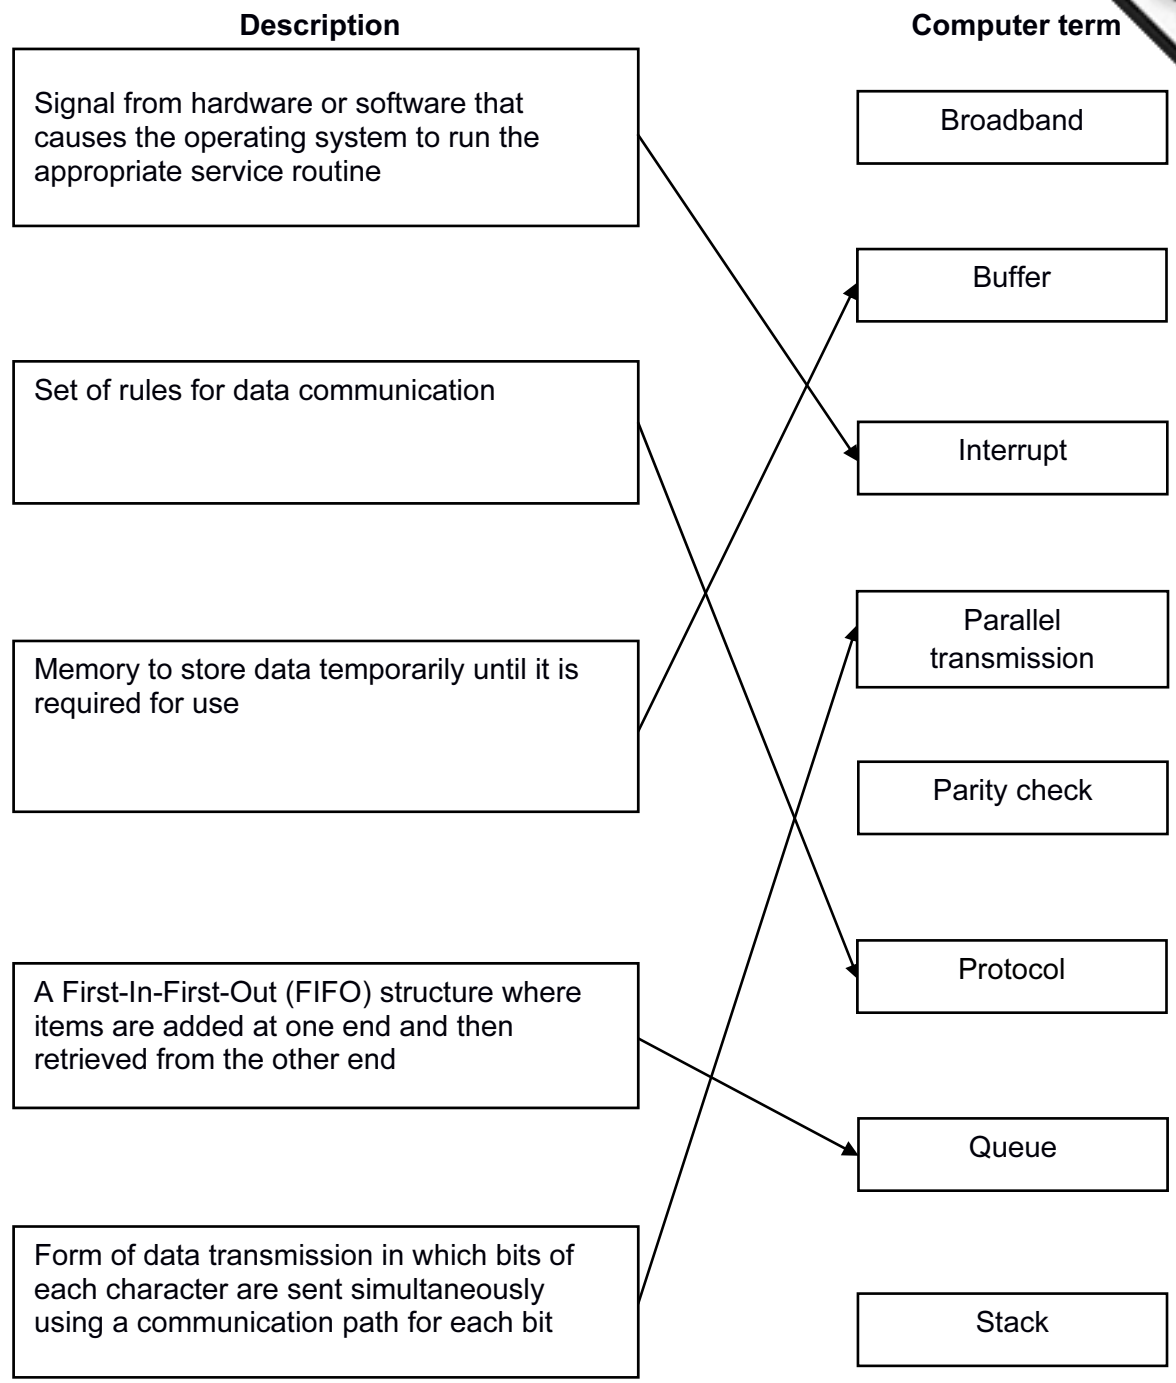 Description
Computer term
Signal from hardware or software that
causes the operating system to run the
appropriate service routine
Broadband
Buffer
Set of rules for data communication
Interrupt
Memory to store data temporarily until it is
required for use
Parallel
transmission
Parity check
A First-In-First-Out (FIFO) structure where
items are added at one end and then
retrieved from the other end
Protocol
Queue
Form of data transmission in which bits of
each character are sent simultaneously
using a communication path for each bit
Stack